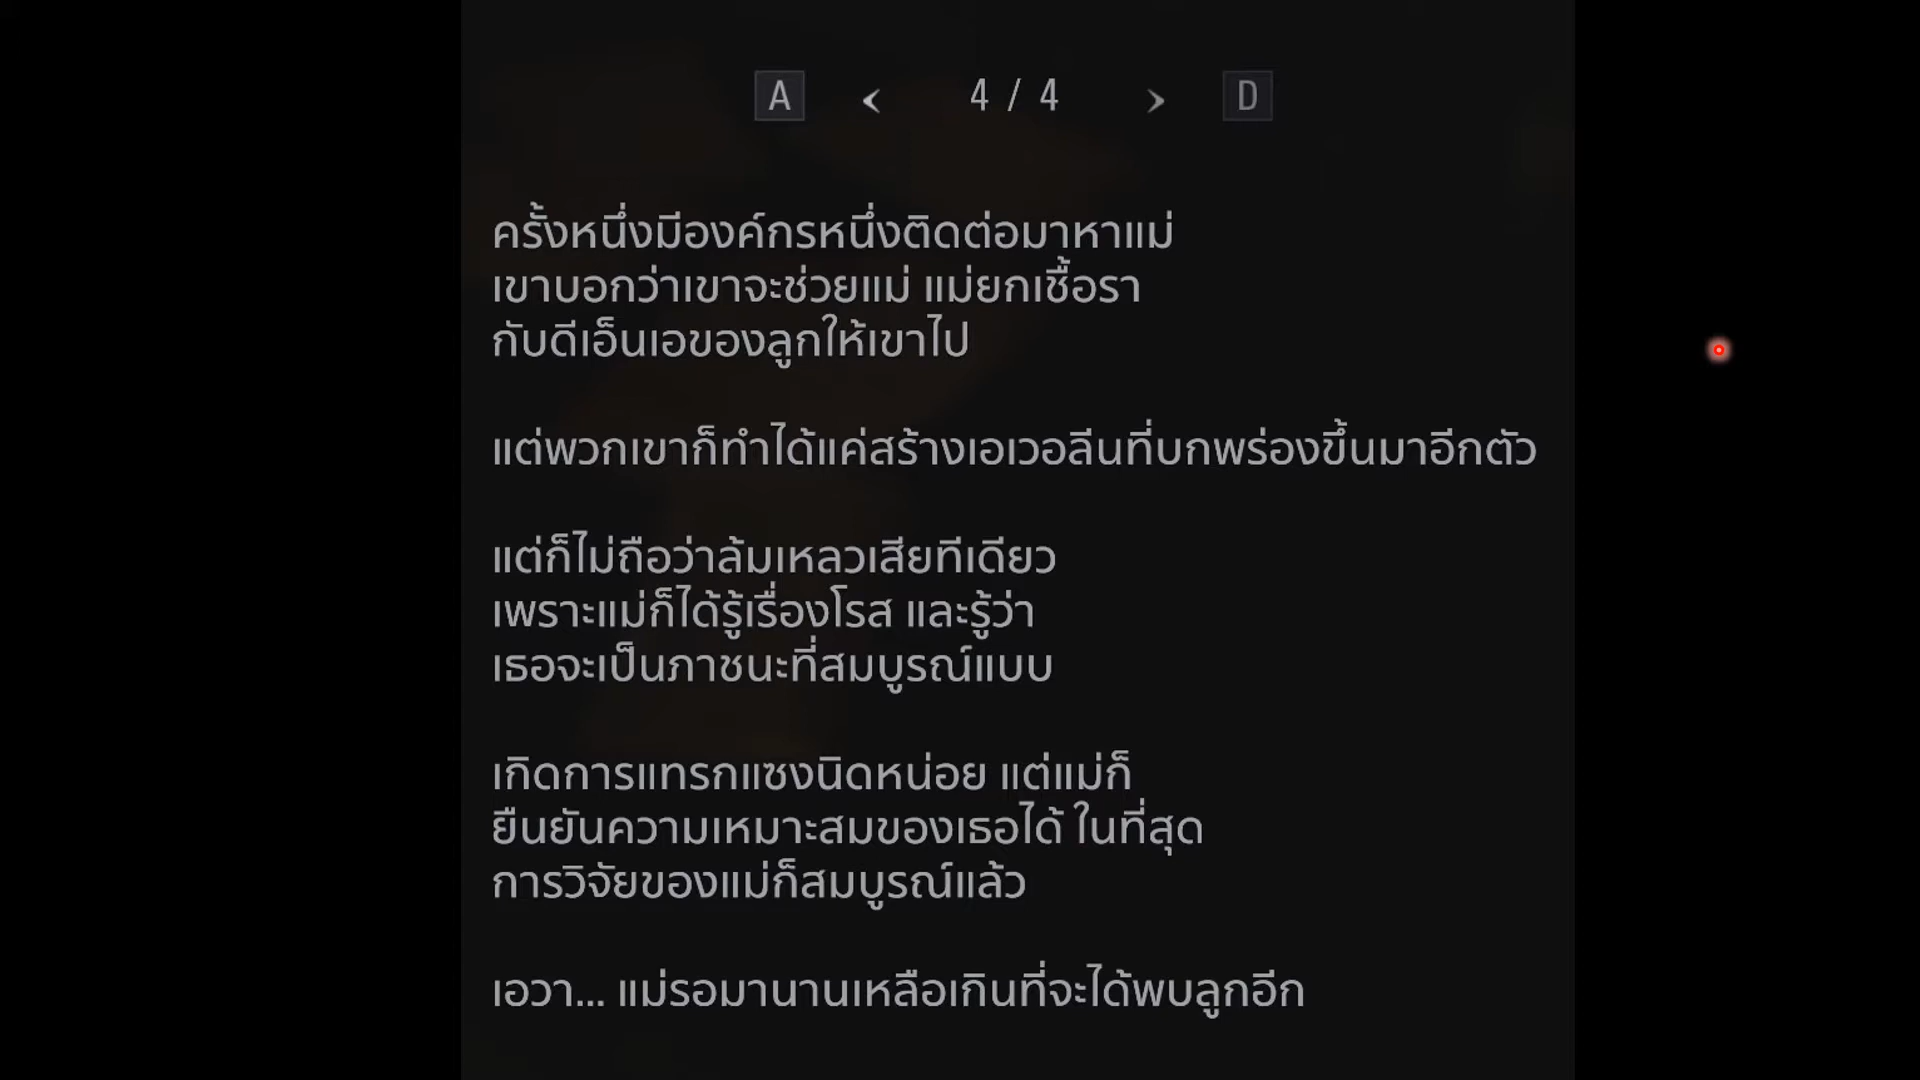 A < 4 / 4 > D
ครั้งหนึ่งมีองค์กรหนึ่งติดต่อมาหาแม่
เขาบอกว่าเขาจะช่วยแม่ แม่ยกเชื้อรา
กับดีเอ็นเอของลูกให้เขาไป
แต่พวกเขาก็ทำได้แค่สร้างเอเวอลีนที่บกพร่องขึ้นมาอีกตัว
แต่ก็ไม่ถือว่าล้มเหลวเสียทีเดียว
เพราะแม่ก็ได้รู้เรื่องโรส และรู้ว่า
เธอจะเป็นภาชนะที่สมบูรณ์แบบ
เกิดการแทรกแซงนิดหน่อย แต่แม่ก็
ยืนยันความเหมาะสมของเธอได้ ในที่สุด
การวิจัยของแม่ก็สมบูรณ์แล้ว
เอวา... แม่รอมานานเหลือเกินที่จะได้พบลูกอีก